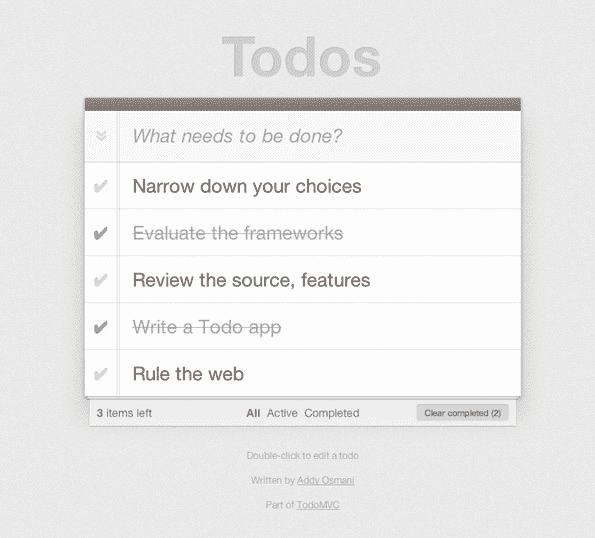 Todos
What needs to be done?
Narrow down your choices
Evaluate the frameworks
Review the source, features
Write a Todo app
Rule the web
3 items left All Active Completed Clear completed (2)
Double-click to edit a todo
Written by Addy Osmani
Part of TodoMVC